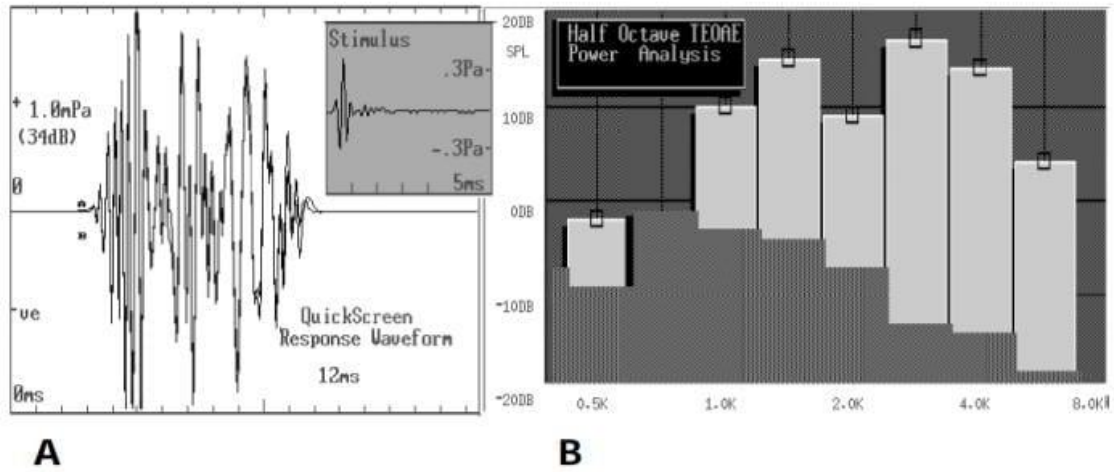 Stimulus
.3Pa-
-.3Pa-
5ms
+ 1.0mPa
(34dB)
0
A
B
-ve
QuickScreen
Response Waveform
12ms
0ms
A
Half Octave TEOAE
Power Analysis
20DB
SPL
10DB
0DB
-10DB
-20DB
0.5K
1.0K
2.0K
4.0K
8.0K
B